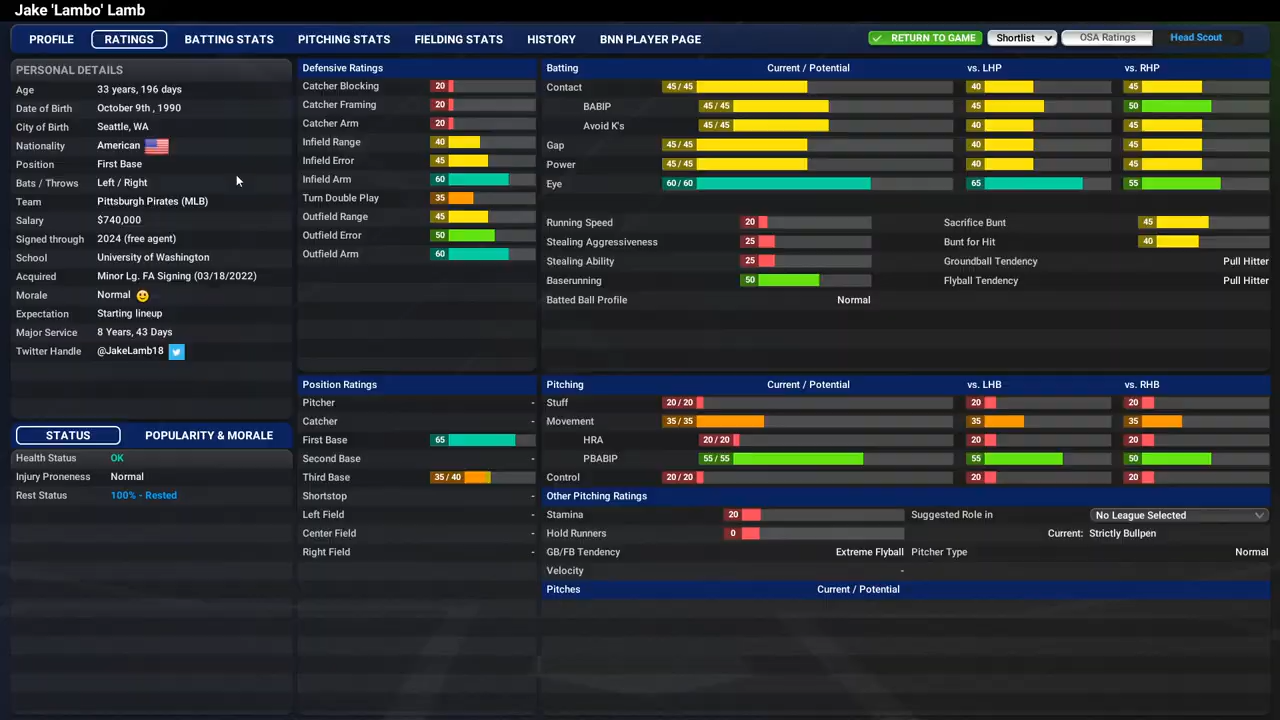 Jake 'Lambo' Lamb
PROFILE RATINGS BATTING STATS PITCHING STATS FIELDING STATS HISTORY BNN PLAYER PAGE RETURN TO GAME Shortlist OSA Ratings Head Scout
PERSONAL DETAILS
Age 33 years, 196 days
Date of Birth October 9th , 1990
City of Birth Seattle, WA
Nationality American
Position First Base
Bats / Throws Left / Right
Team Pittsburgh Pirates (MLB)
Salary $740,000
Signed through 2024 (free agent)
School University of Washington
Acquired Minor Lg. FA Signing (03/18/2022)
Morale Normal
Expectation Starting lineup
Major Service 8 Years, 43 Days
Twitter Handle @JakeLamb18
STATUS POPULARITY & MORALE
Health Status OK
Injury Proneness Normal
Rest Status 100% - Rested
Defensive Ratings
Catcher Blocking 20
Catcher Framing 20
Catcher Arm 20
Infield Range 40
Infield Error 45
Infield Arm 60
Turn Double Play 35
Outfield Range 45
Outfield Error 50
Outfield Arm 60
Position Ratings
Pitcher -
Catcher -
First Base 65
Second Base -
Third Base 35 / 40
Shortstop -
Left Field -
Center Field -
Right Field -
Batting Current / Potential vs. LHP vs. RHP
Contact 45 / 45 40 45
BABIP 45 / 45 45 50
Avoid K's 45 / 45 40 45
Gap 45 / 45 40 45
Power 45 / 45 40 45
Eye 60 / 60 65 55
Running Speed 20 Sacrifice Bunt 45
Stealing Aggressiveness 25 Bunt for Hit 40
Stealing Ability 25 Groundball Tendency Pull Hitter
Baserunning 50 Flyball Tendency Pull Hitter
Batted Ball Profile Normal
Pitching Current / Potential vs. LHB vs. RHB
Stuff 20 / 20 20 20
Movement 35 / 35 35 35
HRA 20 / 20 20 20
PBABIP 55 / 55 55 50
Control 20 / 20 20 20
Other Pitching Ratings
Stamina 20 Suggested Role in No League Selected
Hold Runners 0 Current: Strictly Bullpen
GB/FB Tendency Extreme Flyball Pitcher Type Normal
Velocity -
Pitches Current / Potential